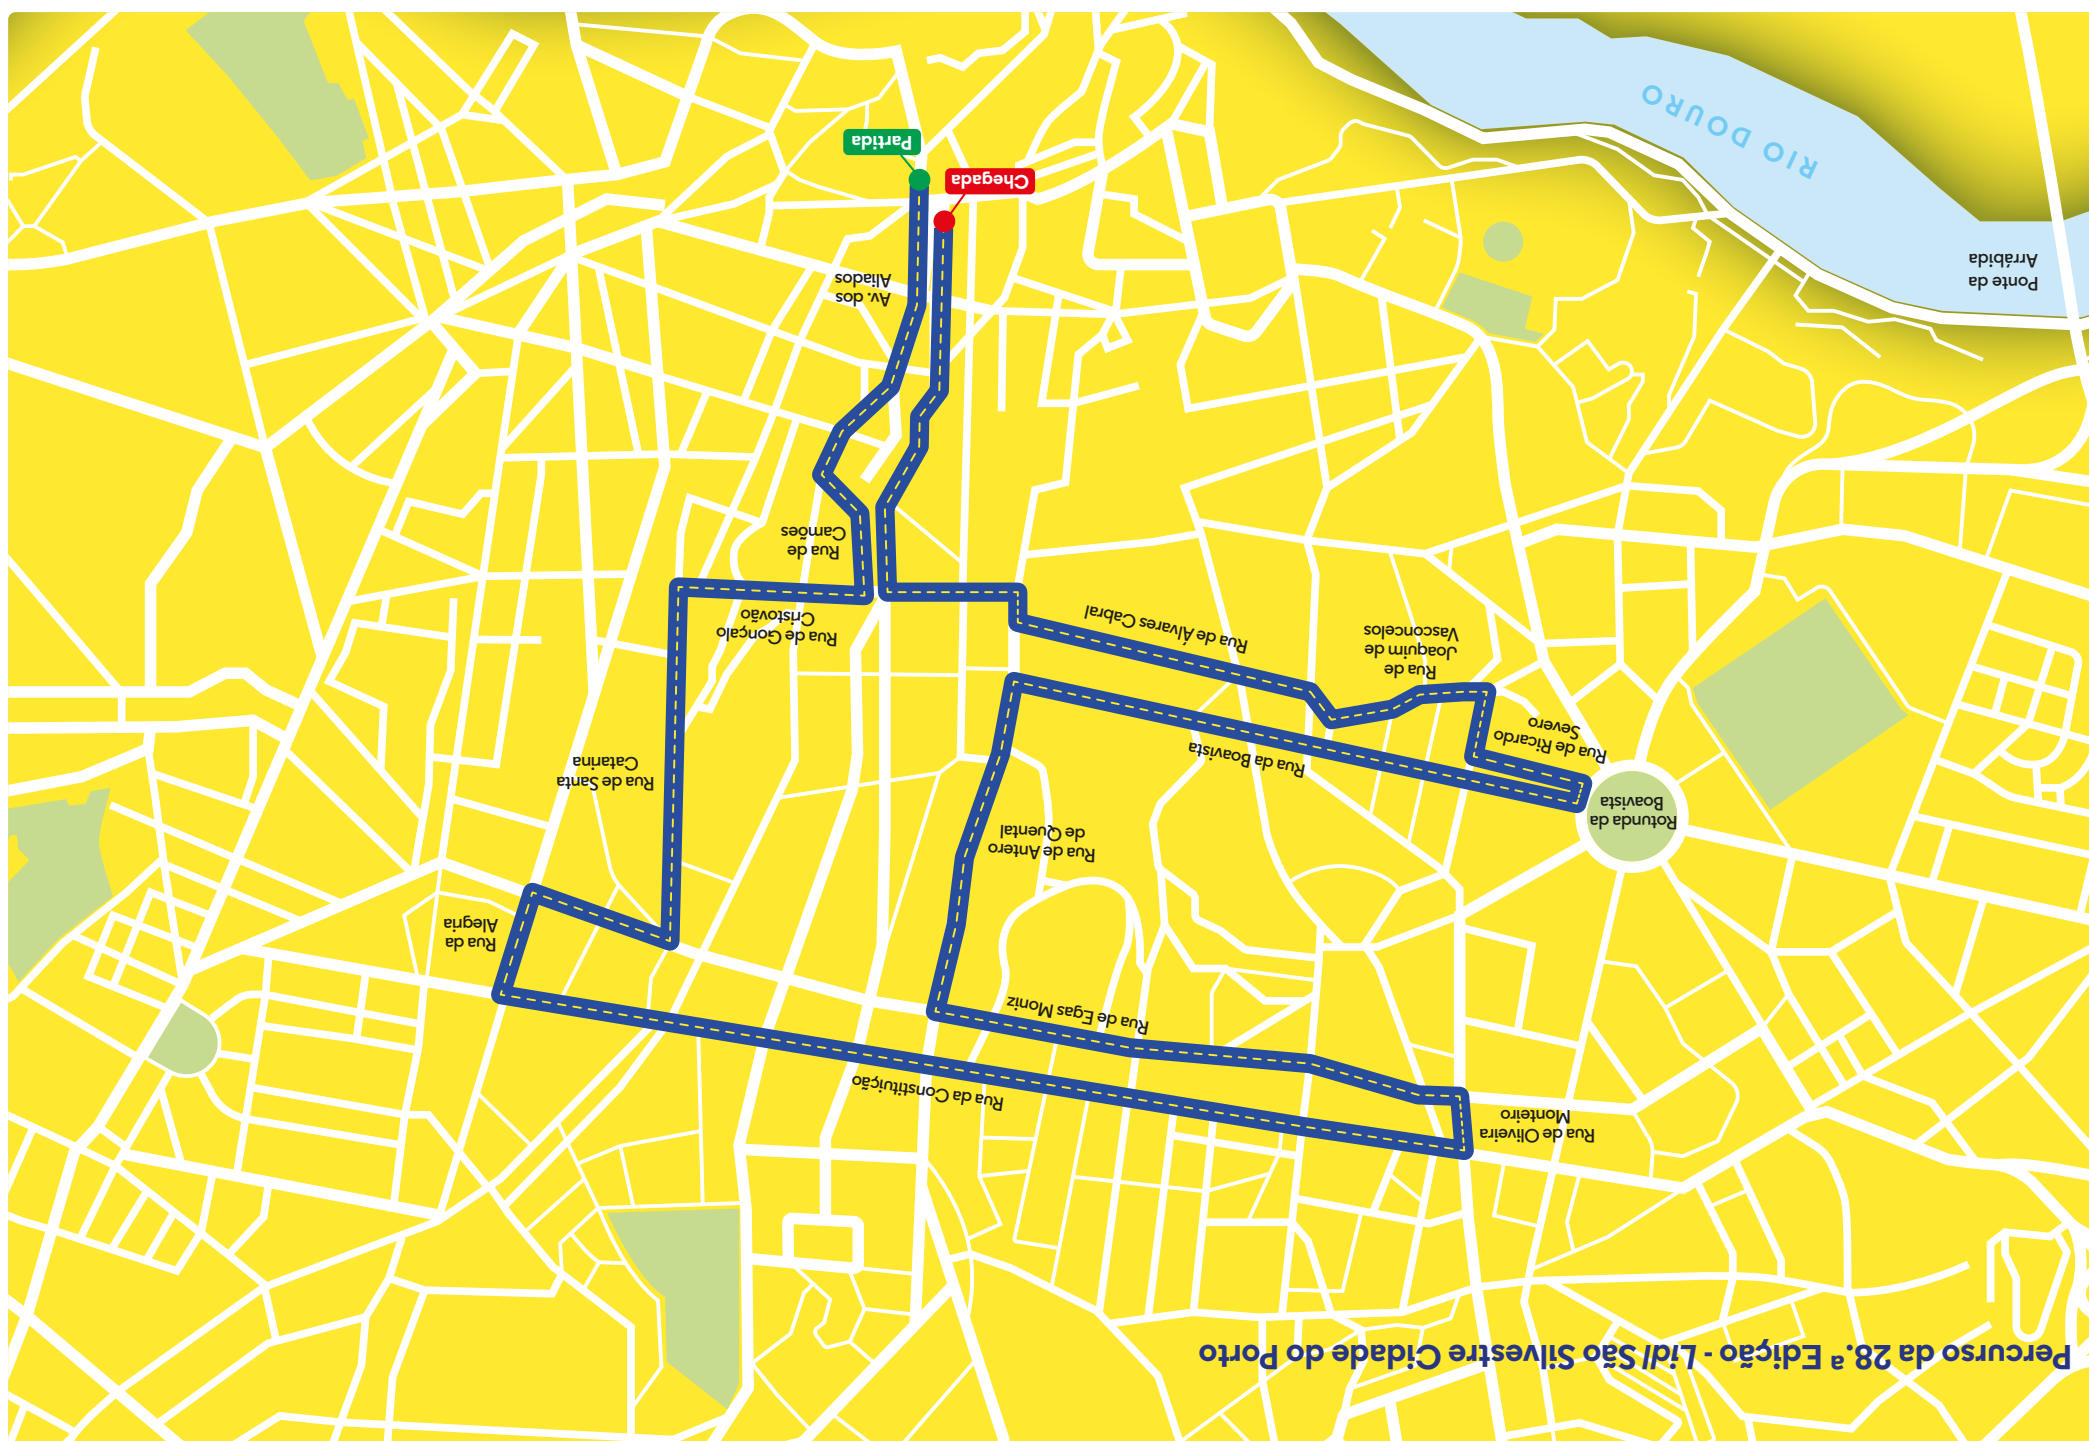 Percurso da 28.ª Edição - Lidl São Silvestre Cidade do Porto
Rua de Oliveira
Monteiro
Rua da Constituição
Rua de Egas Moniz
Rua da
Alegria
Rua de Antero
de Quental
Rotunda da
Boavista
Rua de Santa
Catarina
Rua da Boavista
Rua de Ricardo
Severo
Rua de
Joaquim de
Vasconcelos
Rua de Álvares Cabral
Rua de Gonçalo
Cristovão
Rua de
Camões
Av. dos
Aliados
Ponte da
Arrábida
Chegada
Partida
RIO DOURO